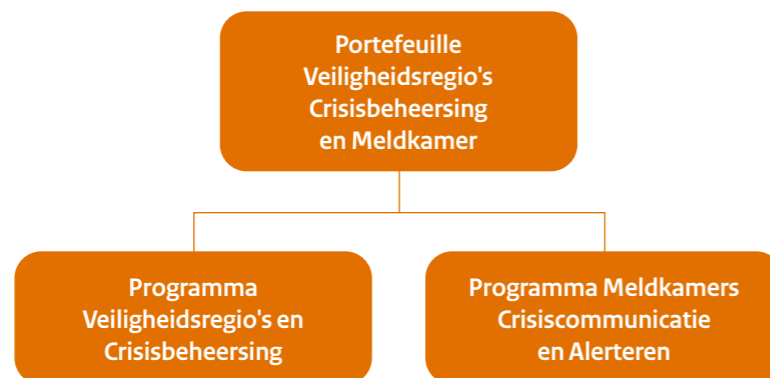 Portefeuille
Veiligheidsregio's
Crisisbeheersing
en Meldkamer
Programma
Veiligheidsregio's en
Crisisbeheersing
Programma Meldkamers
Crisiscommunicatie
en Alerteren